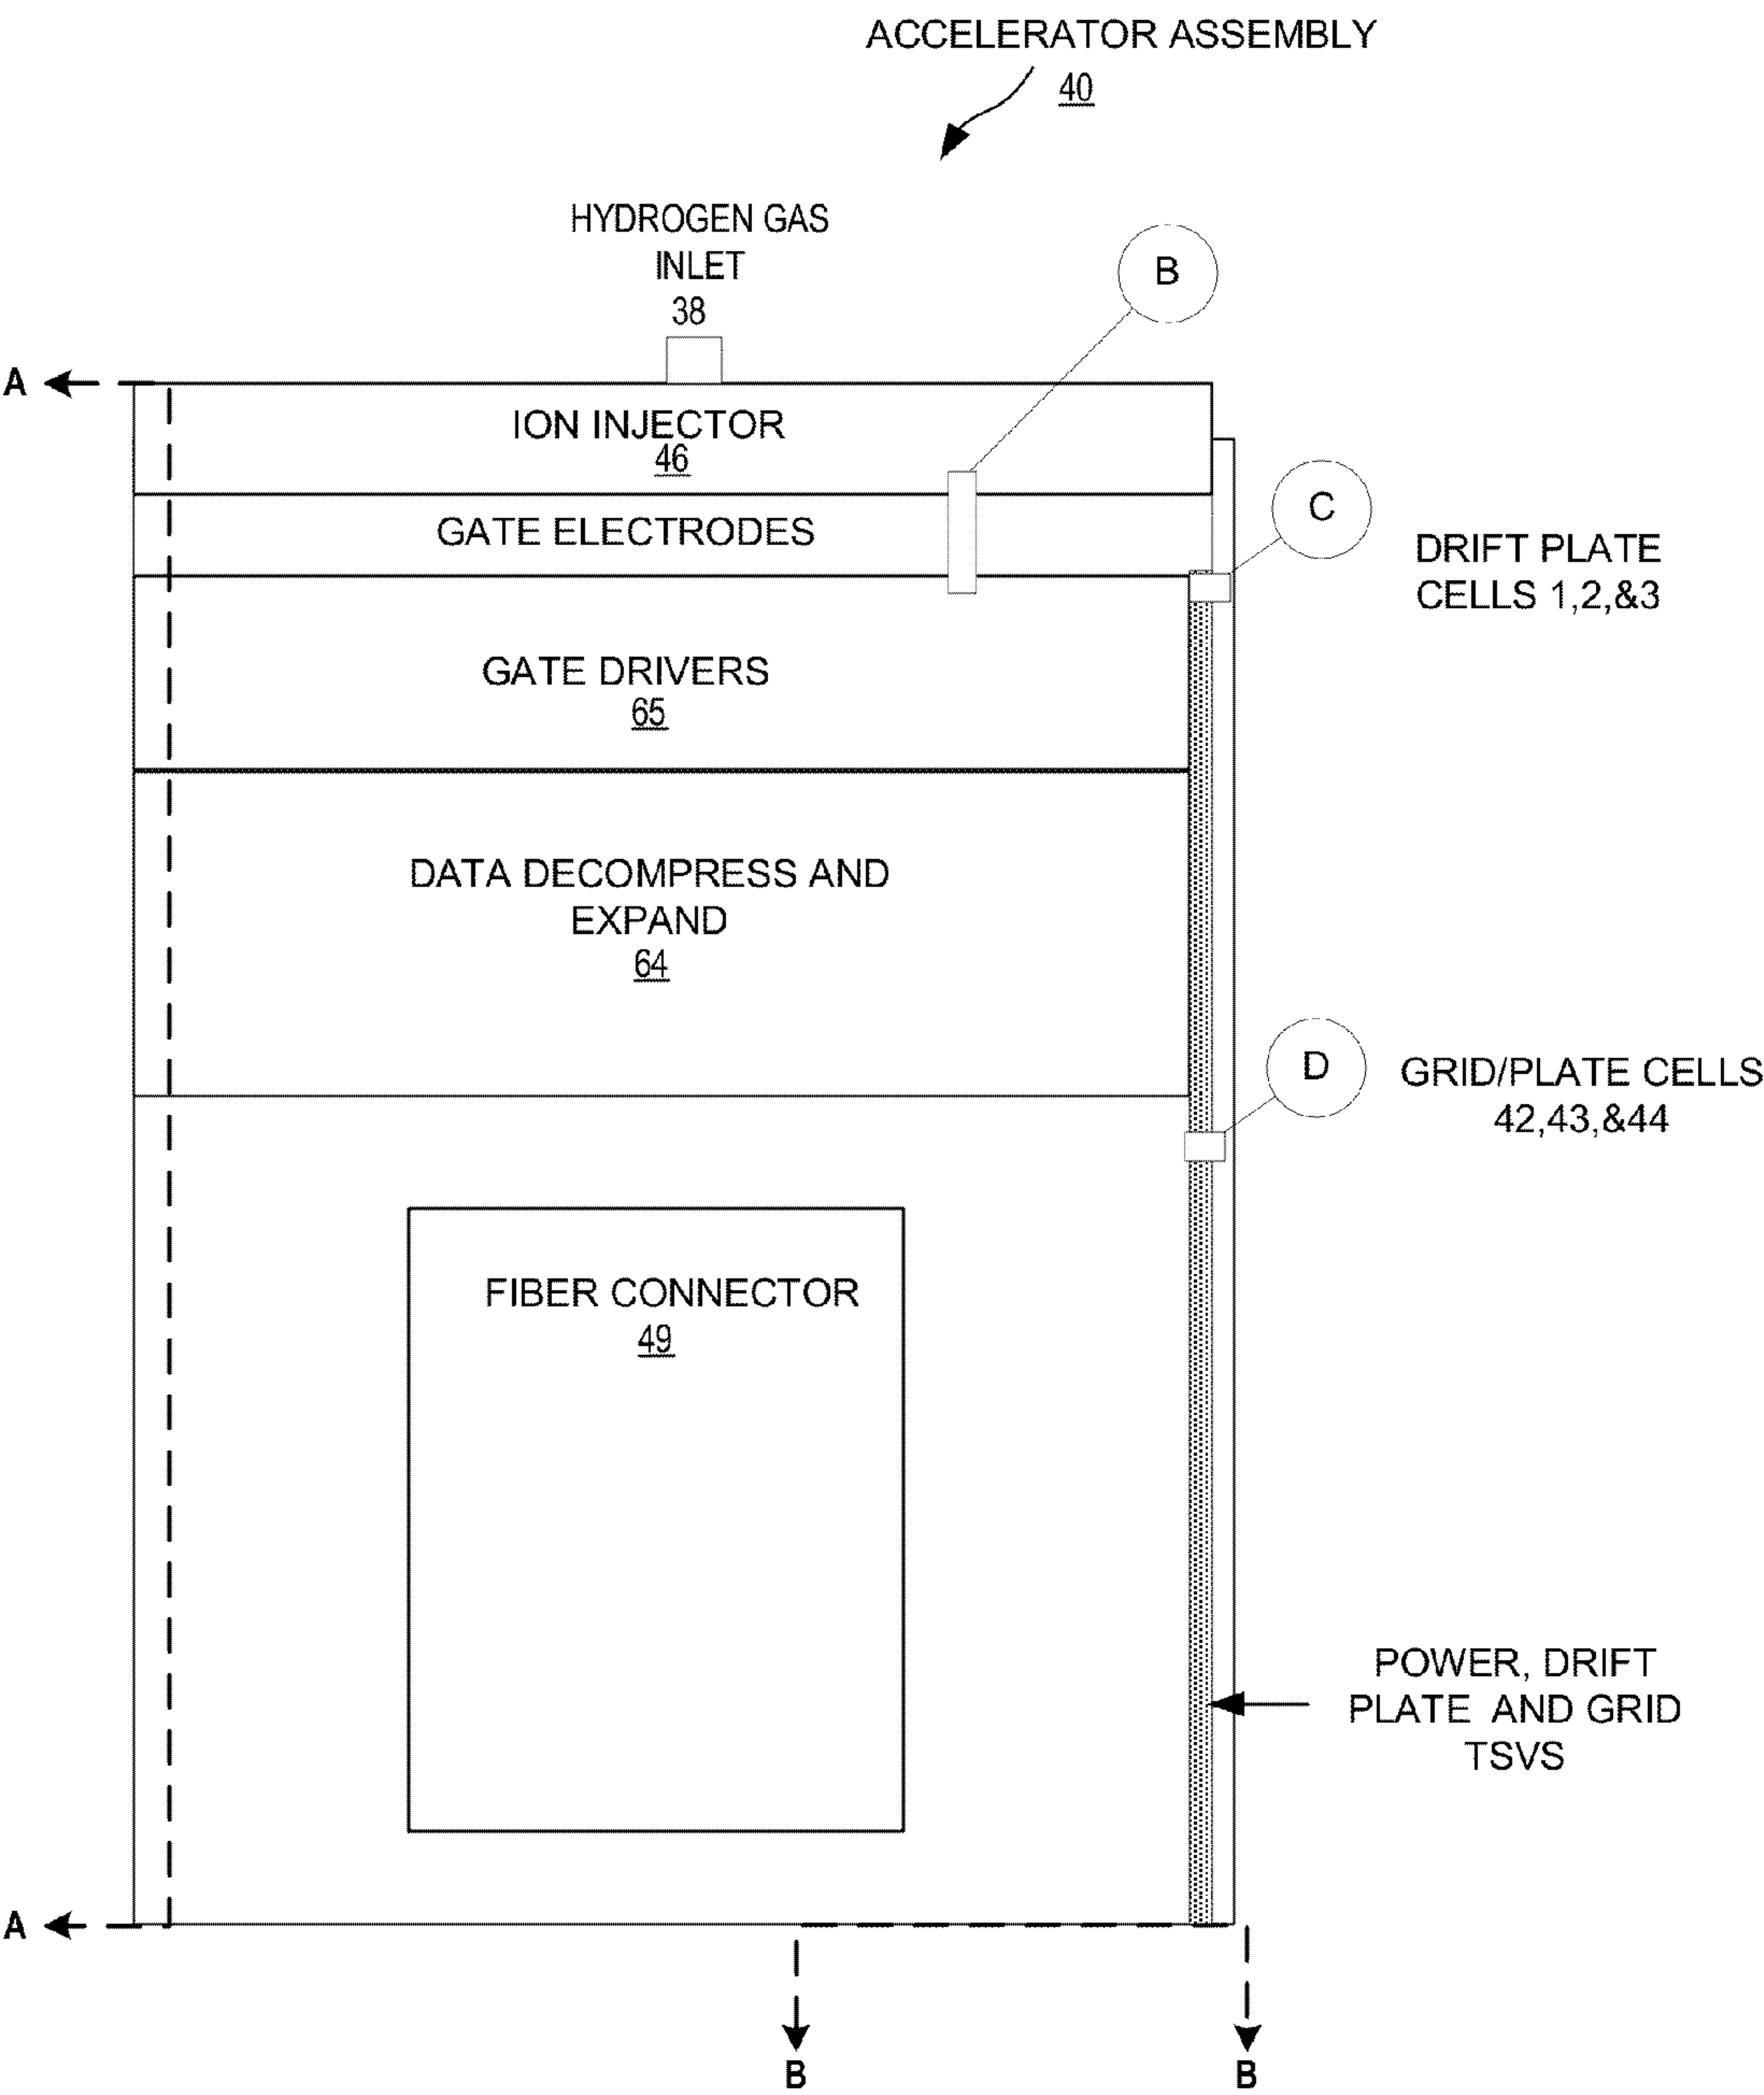 ACCELERATOR ASSEMBLY
40
HYDROGEN GAS
INLET
38
B
A
ION INJECTOR
46
C
GATE ELECTRODES
DRIFT PLATE
CELLS 1,2,&3
GATE DRIVERS
65
DATA DECOMPRESS AND
EXPAND
64
D
GRID/PLATE CELLS
42,43,&44
FIBER CONNECTOR
49
POWER, DRIFT
PLATE AND GRID
TSVS
A
B
B